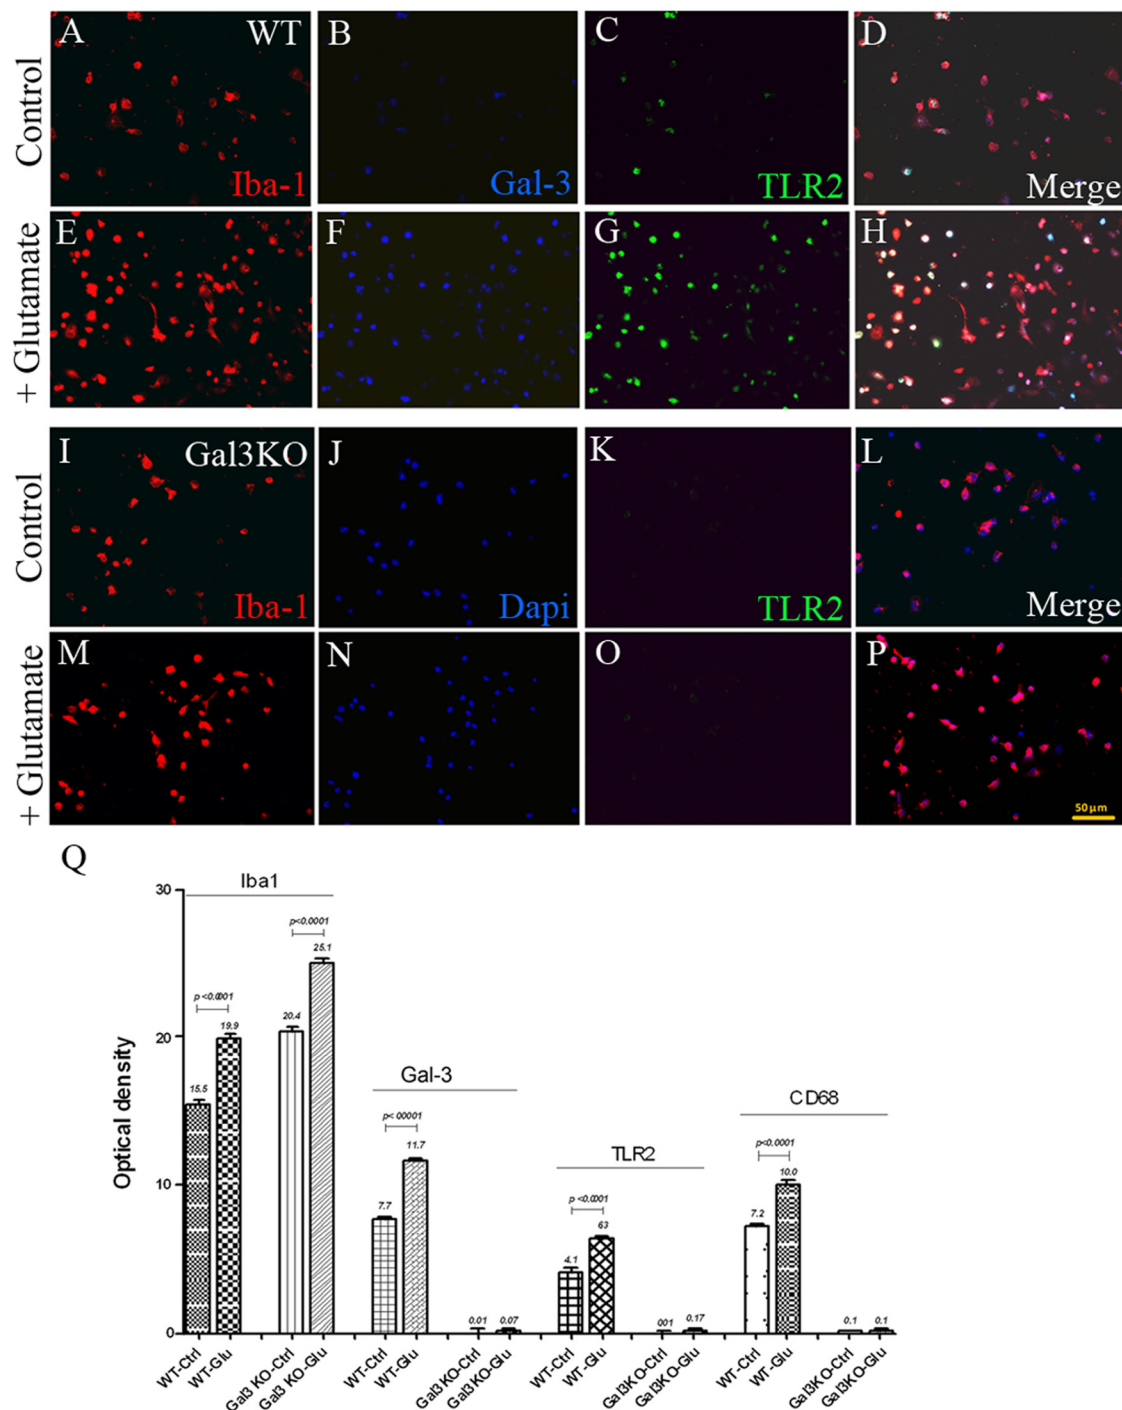 A WT
B
C
D
Control
Iba-1
Gal-3
TLR2
Merge
E
F
G
H
+ Glutamate
I Gal3KO
J
K
L
Control
Iba-1
Dapi
TLR2
Merge
M
N
O
P
+ Glutamate
50 µm
Q
Iba1
Gal-3
TLR2
CD68
Optical density
30
20
10
0
p <0.0001
15.5
19.9
p<0.0001
20.4
25.1
p< 00001
7.7
11.7
0.01
0.07
p <0.0001
4.1
63
001
0.17
p<0.0001
7.2
10.0
0.1
0.1
WT-Ctrl
WT-Glu
Gal3 KO-Ctrl
Gal3 KO-Glu
WT-Ctrl
WT-Glu
Gal3KO-Ctrl
Gal3KO-Glu
WT-Ctrl
WT-Glu
Gal3KO-Ctrl
Gal3KO-Glu
WT-Ctrl
WT-Glu
Gal3KO-Ctrl
Gal3KO-Glu